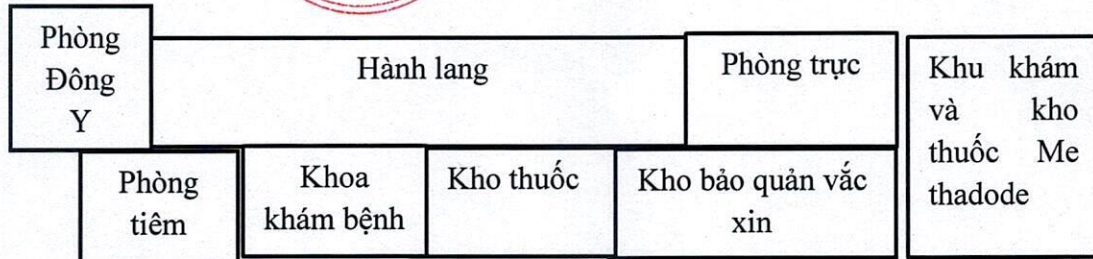 Phòng
Đông
Y
Hành lang
Phòng trực
Khu khám
và kho
thuốc Me
thadode
Phòng
tiêm
Khoa
khám bệnh
Kho thuốc
Kho bảo quản vắc
xin